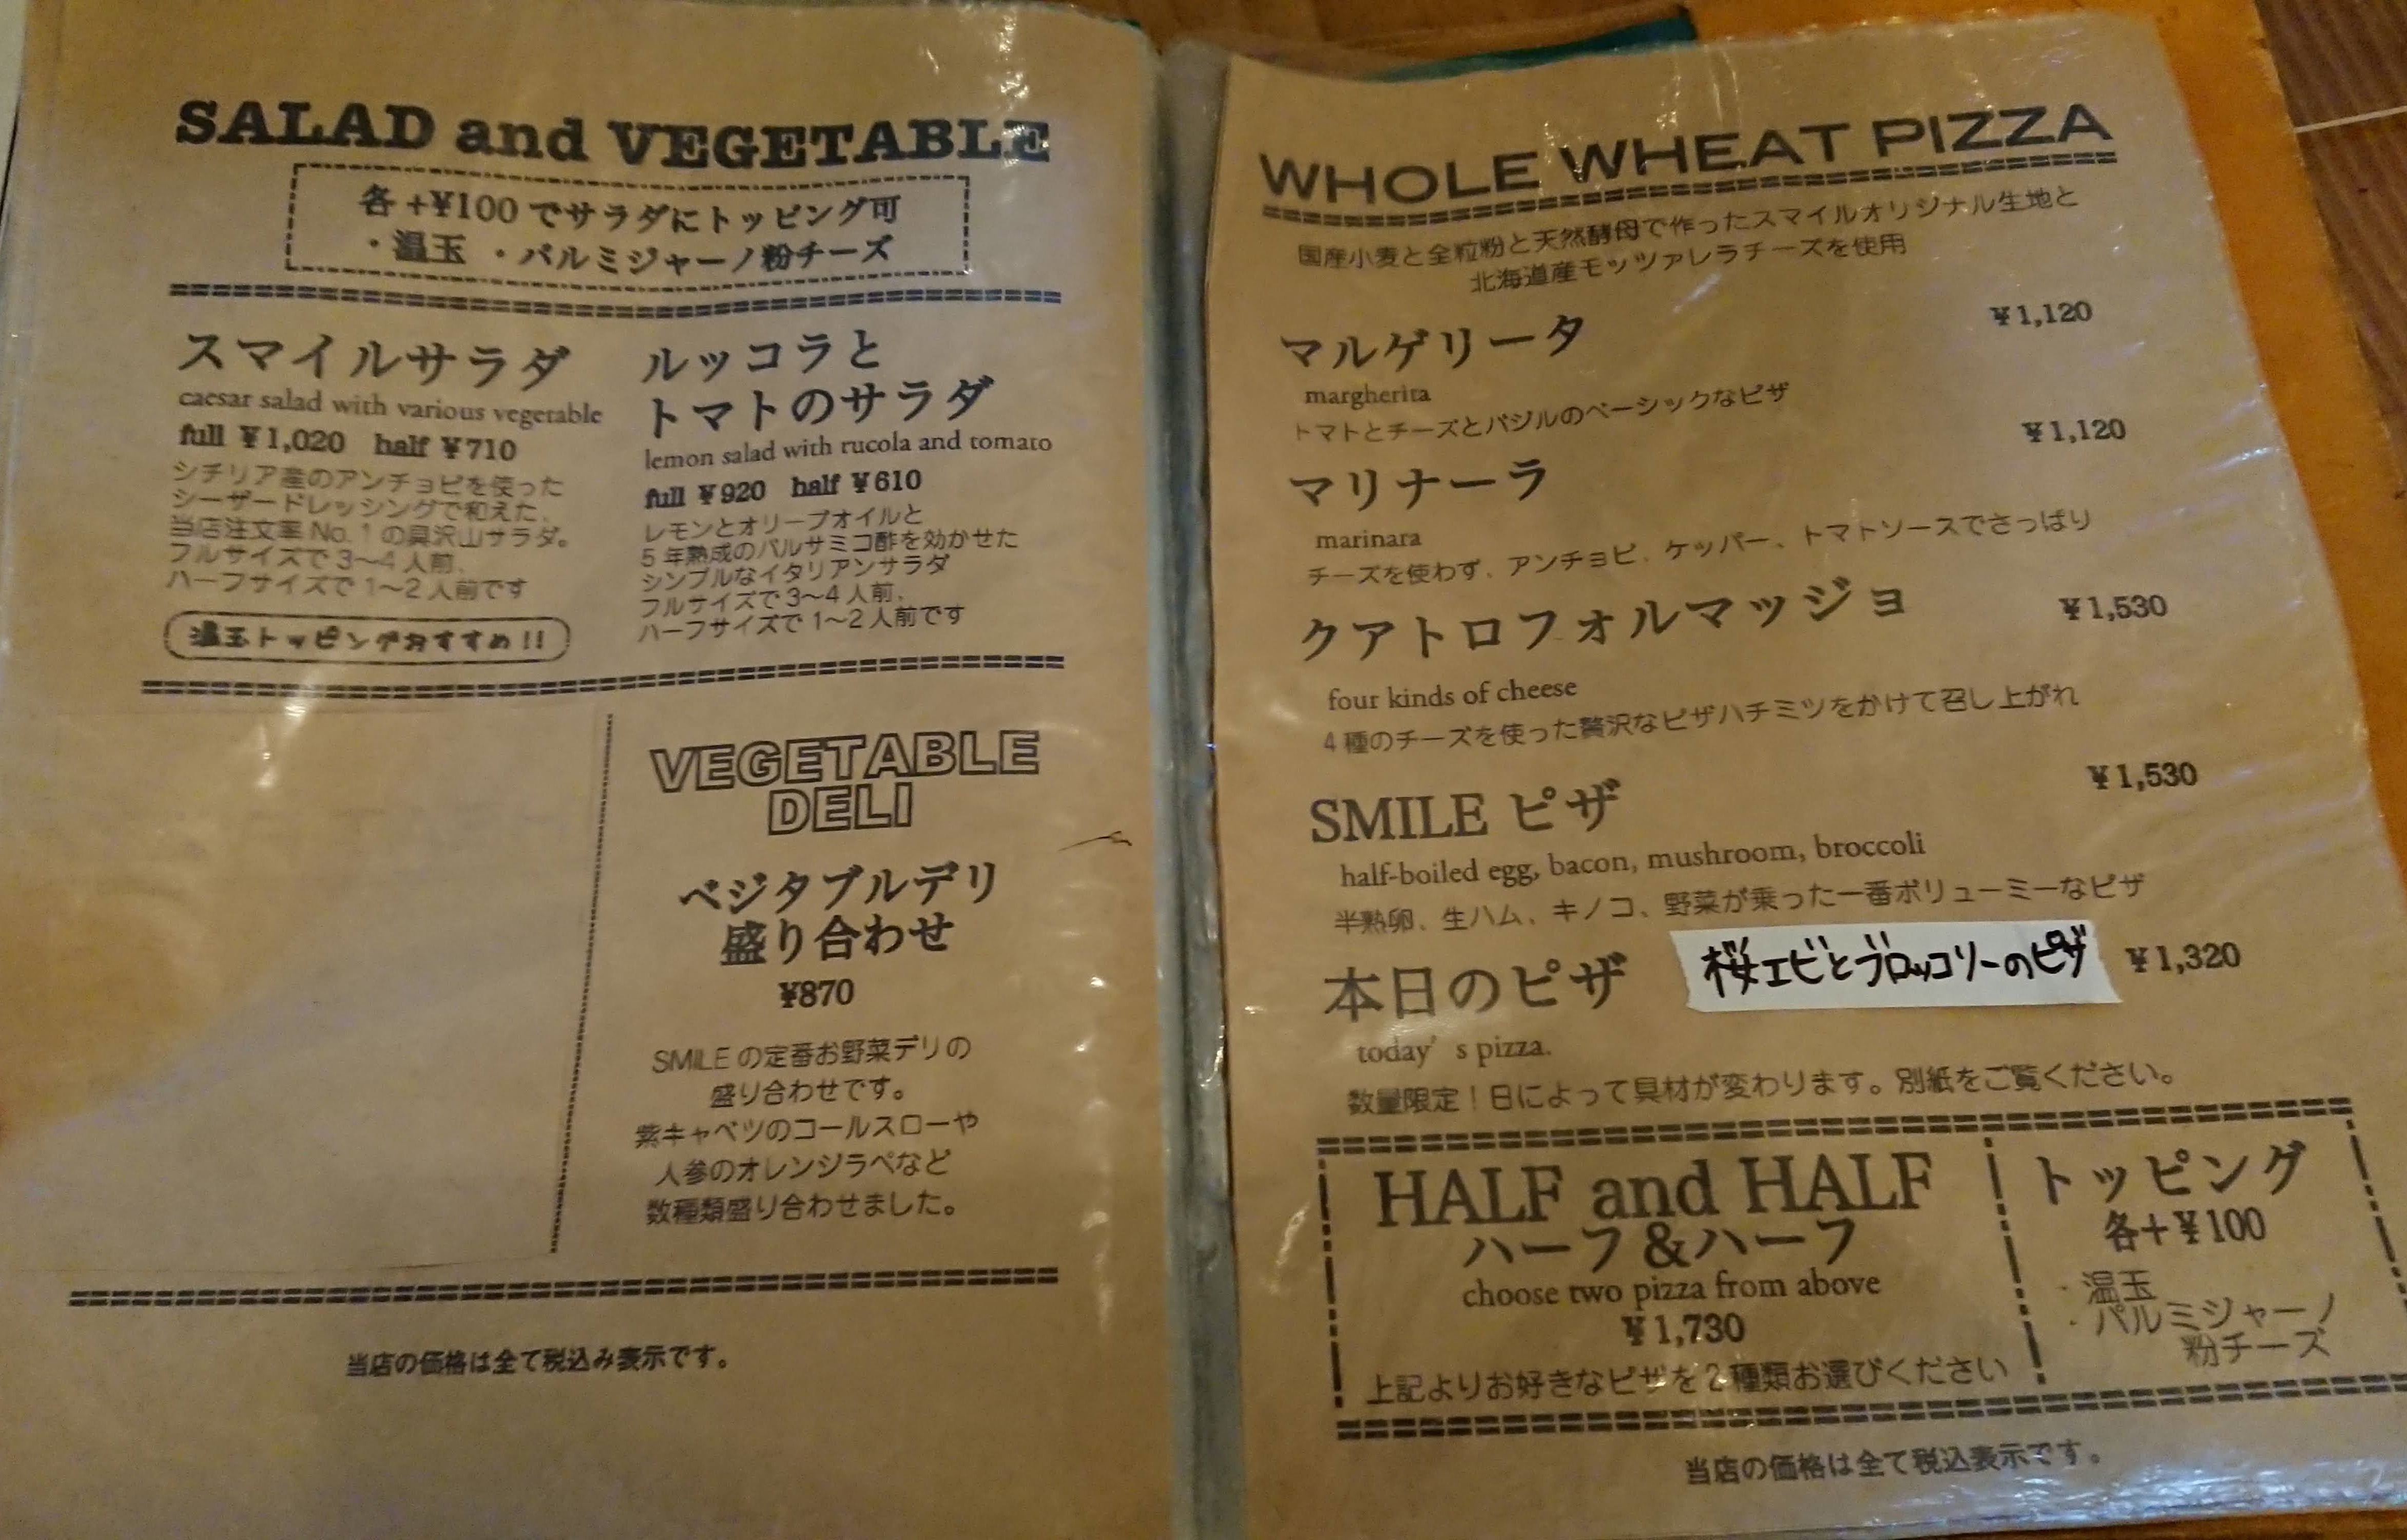 SALAD and VEGETABLE
各+¥100でサラダにトッピング可
・温玉 ・パルミジャーノ粉チーズ
スマイルサラダ
caesar salad with various vegetable
full ¥1,020 half ¥710
シチリア産のアンチョビを使った
シーザードレッシングで和えた、
当店注文率No.1の具沢山サラダ。
フルサイズで3〜4人前、
ハーフサイズで1〜2人前です
温玉トッピングおすすめ!!
ルッコラと
トマトのサラダ
lemon salad with rucola and tomato
full ¥920 half ¥610
レモンとオリーブオイルと
5年熟成のバルサミコ酢を効かせた
シンプルなイタリアンサラダ
フルサイズで3〜4人前、
ハーフサイズで1〜2人前です
VEGETABLE
DELI
ベジタブルデリ
盛り合わせ
¥870
SMILEの定番お野菜デリの
盛り合わせです。
紫キャベツのコールスローや
人参のオレンジラペなど
数種類盛り合わせました。
当店の価格は全て税込み表示です。
WHOLE WHEAT PIZZA
国産小麦と全粒粉と天然酵母で作ったスマイルオリジナル生地と
北海道産モッツァレラチーズを使用
マルゲリータ ¥1,120
margherita
トマトとチーズとバジルのベーシックなピザ
マリナーラ ¥1,120
marinara
チーズを使わず、アンチョビ、ケッパー、トマトソースでさっぱり
クアトロフォルマッジョ ¥1,530
four kinds of cheese
4種のチーズを使った贅沢なピザハチミツをかけて召し上がれ
SMILE ピザ ¥1,530
half-boiled egg, bacon, mushroom, broccoli
半熟卵、生ハム、キノコ、野菜が乗った一番ボリューミーなピザ
本日のピザ 桜エビとブロッコリーのピザ ¥1,320
today's pizza.
数量限定!日によって具材が変わります。別紙をご覧ください。
HALF and HALF
ハーフ&ハーフ
choose two pizza from above
¥1,730
上記よりお好きなピザを2種類お選びください
トッピング
各+¥100
・温玉
・パルミジャーノ
粉チーズ
当店の価格は全て税込表示です。